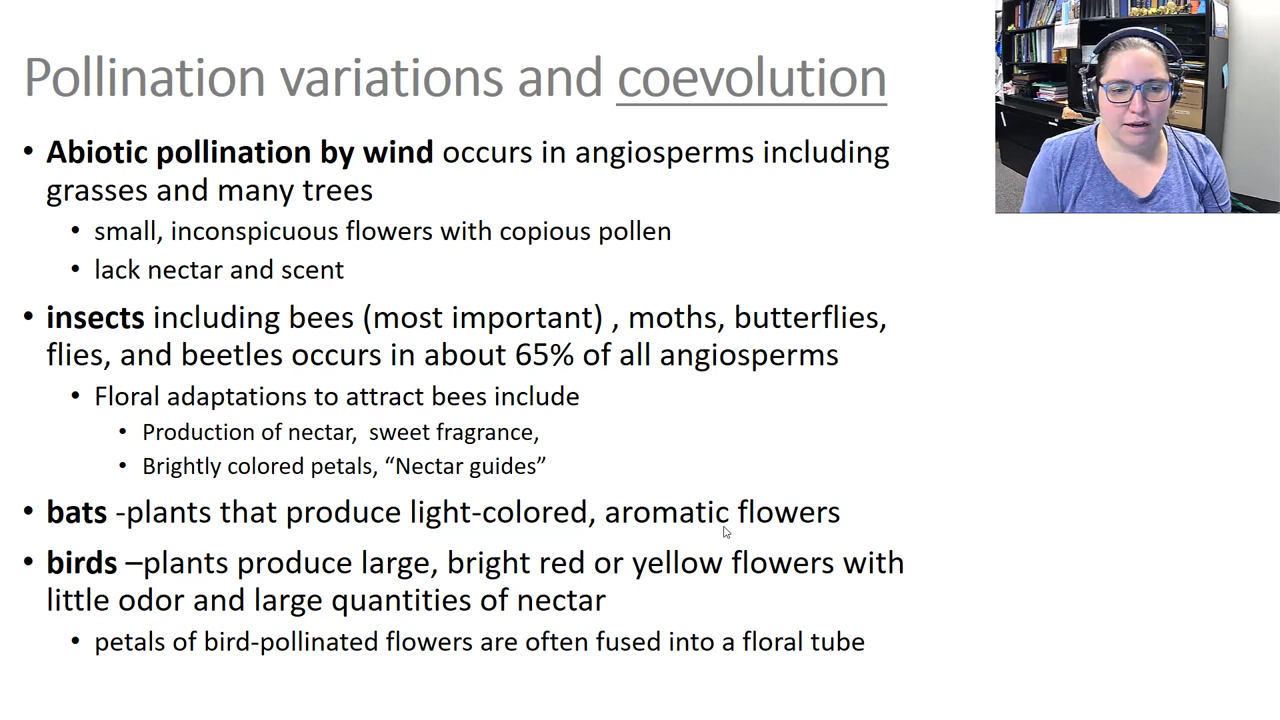 Pollination variations and coevolution
• Abiotic pollination by wind occurs in angiosperms including
grasses and many trees
• small, inconspicuous flowers with copious pollen
• lack nectar and scent
• insects including bees (most important) , moths, butterflies,
flies, and beetles occurs in about 65% of all angiosperms
• Floral adaptations to attract bees include
• Production of nectar,  sweet fragrance,
• Brightly colored petals, “Nectar guides”
• bats -plants that produce light-colored, aromatic flowers
• birds –plants produce large, bright red or yellow flowers with
little odor and large quantities of nectar
• petals of bird-pollinated flowers are often fused into a floral tube